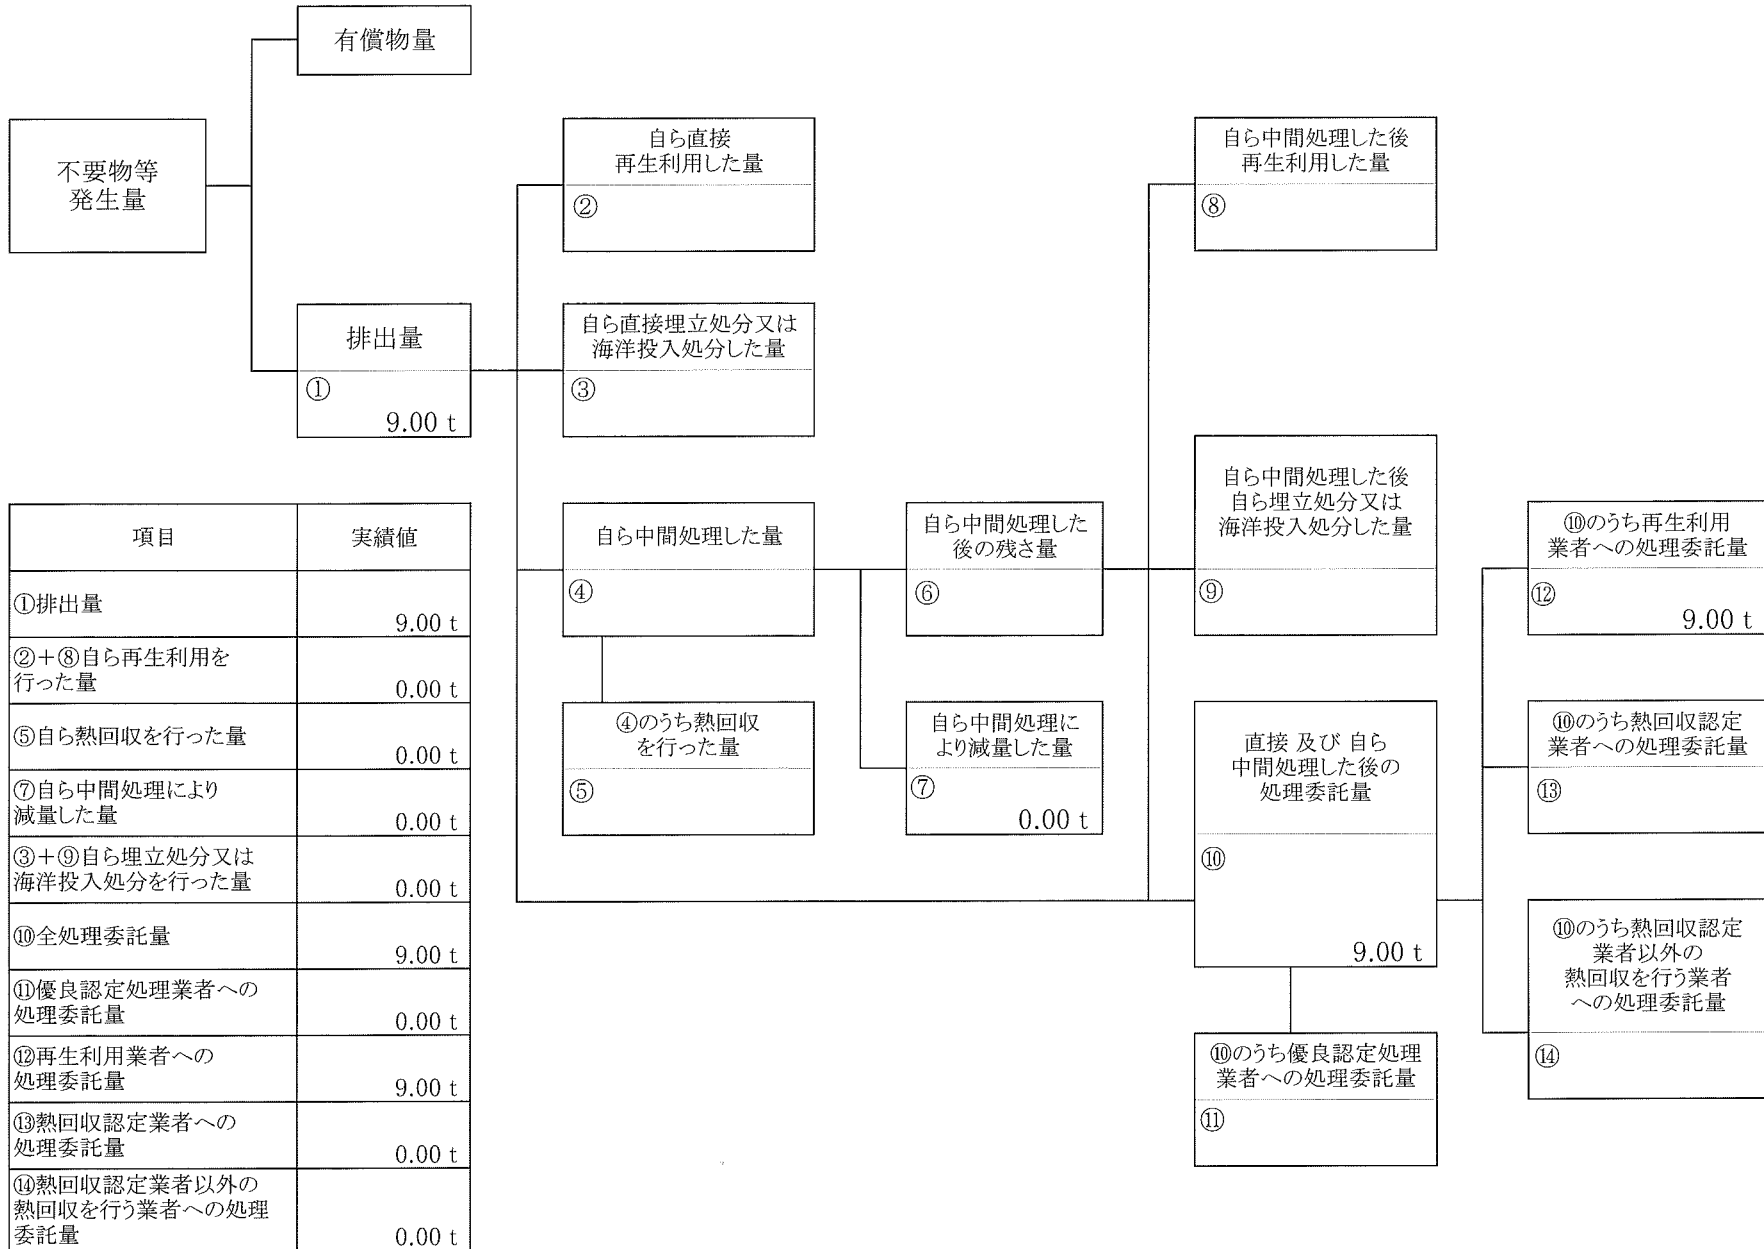 有償物量
不要物等
発生量
排出量
①
9.00 t
自ら直接
再生利用した量
②
自ら直接埋立処分又は
海洋投入処分した量
③
自ら中間処理した量
④
④のうち熱回収
を行った量
⑤
自ら中間処理した
後の残さ量
⑥
自ら中間処理に
より減量した量
⑦
0.00 t
自ら中間処理した後
再生利用した量
⑧
自ら中間処理した後
自ら埋立処分又は
海洋投入処分した量
⑨
直接 及び 自ら
中間処理した後の
処理委託量
⑩
9.00 t
⑩のうち優良認定処理
業者への処理委託量
⑪
⑩のうち再生利用
業者への処理委託量
⑫
9.00 t
⑩のうち熱回収認定
業者への処理委託量
⑬
⑩のうち熱回収認定
業者以外の
熱回収を行う業者
への処理委託量
⑭
項目 実績値
①排出量
9.00 t
②+⑧自ら再生利用を
行った量
0.00 t
⑤自ら熱回収を行った量
0.00 t
⑦自ら中間処理により
減量した量
0.00 t
③+⑨自ら埋立処分又は
海洋投入処分を行った量
0.00 t
⑩全処理委託量
9.00 t
⑪優良認定処理業者への
処理委託量
0.00 t
⑫再生利用業者への
処理委託量
9.00 t
⑬熱回収認定業者への
処理委託量
0.00 t
⑭熱回収認定業者以外の
熱回収を行う業者への処理
委託量
0.00 t